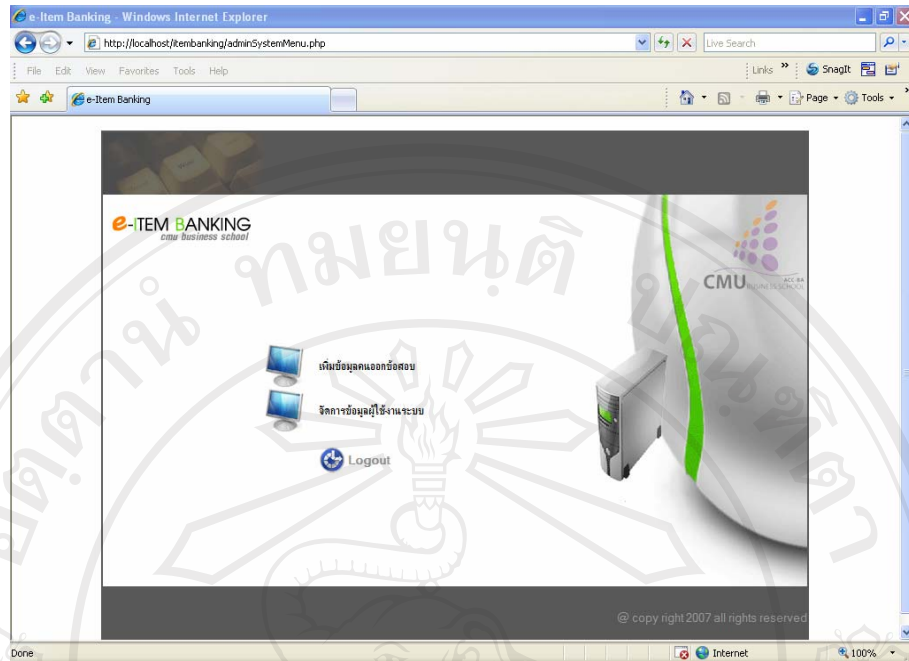 e-Item Banking - Windows Internet Explorer
http://localhost/itembanking/adminSystemMenu.php
Live Search
File Edit View Favorites Tools Help
Links » SnagIt
e-Item Banking
Page Tools »
e-ITEM BANKING
cmu business school
CMU BUSINESS SCHOOL
ACC BA
เพิ่มข้อมูลคนออกข้อสอบ
จัดการข้อมูลผู้ใช้งานระบบ
Logout
@ copy right 2007 all rights reserved
Done
Internet
100%